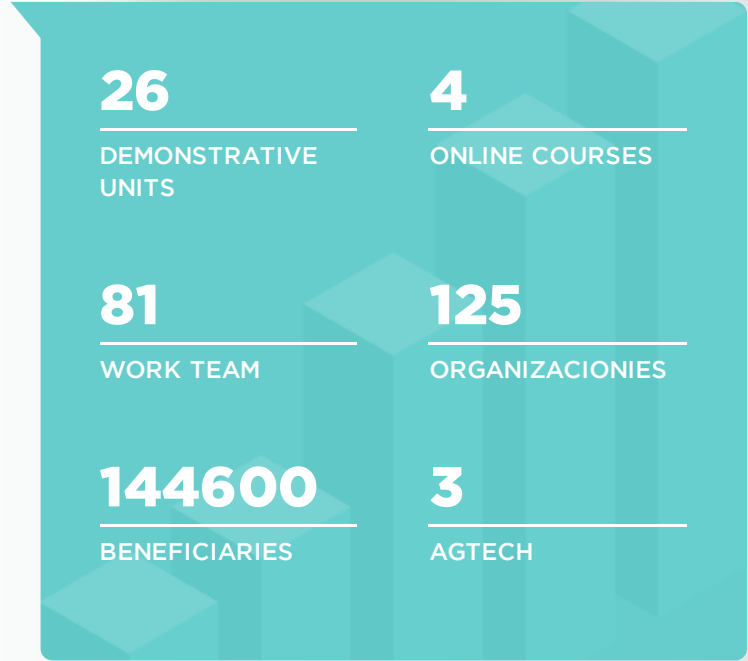 26
DEMONSTRATIVE
UNITS
4
ONLINE COURSES
81
WORK TEAM
125
ORGANIZACIONIES
144600
BENEFICIARIES
3
AGTECH